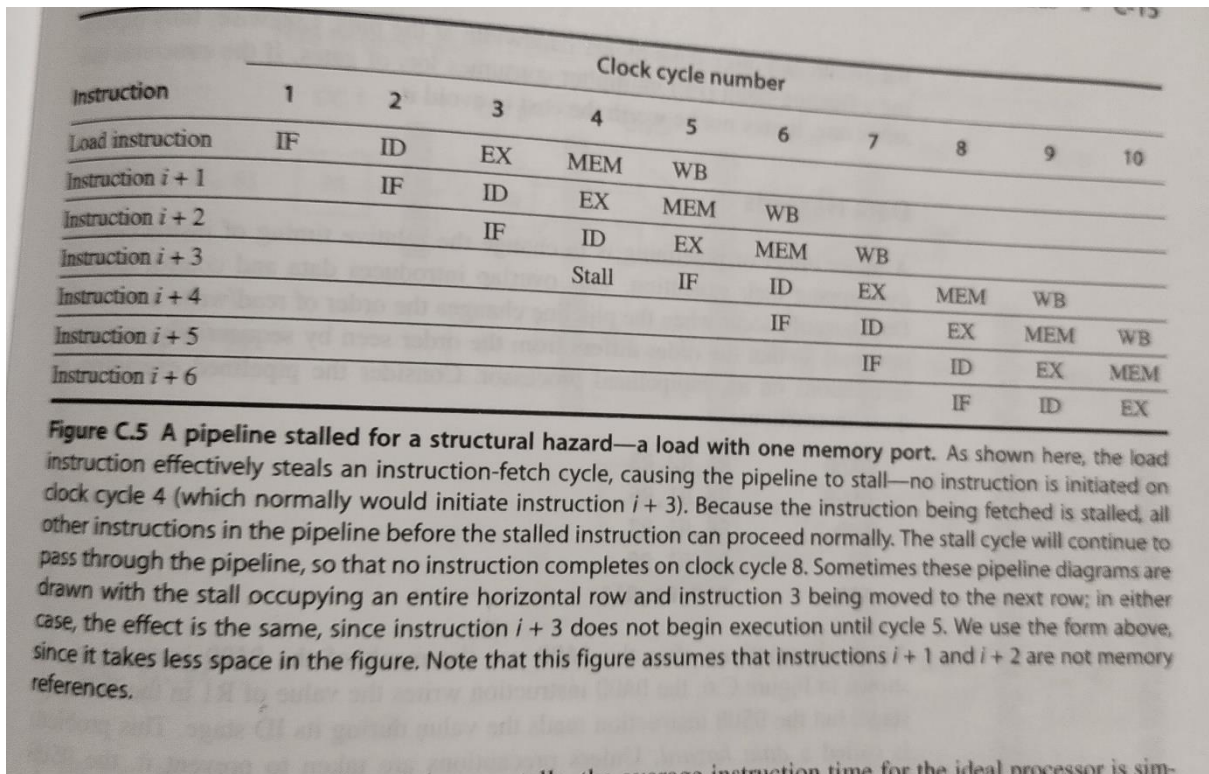 C-15
Clock cycle number
Instruction 1 2 3 4 5 6 7 8 9 10
Load instruction IF ID EX MEM WB
Instruction i + 1 IF ID EX MEM WB
Instruction i + 2 IF ID EX MEM WB
Instruction i + 3 Stall IF ID EX MEM WB
Instruction i + 4 IF ID EX MEM WB
Instruction i + 5 IF ID EX MEM
Instruction i + 6 IF ID EX
Figure C.5 A pipeline stalled for a structural hazard—a load with one memory port. As shown here, the load
instruction effectively steals an instruction-fetch cycle, causing the pipeline to stall—no instruction is initiated on
clock cycle 4 (which normally would initiate instruction i + 3). Because the instruction being fetched is stalled, all
other instructions in the pipeline before the stalled instruction can proceed normally. The stall cycle will continue to
pass through the pipeline, so that no instruction completes on clock cycle 8. Sometimes these pipeline diagrams are
drawn with the stall occupying an entire horizontal row and instruction 3 being moved to the next row; in either
case, the effect is the same, since instruction i + 3 does not begin execution until cycle 5. We use the form above,
since it takes less space in the figure. Note that this figure assumes that instructions i + 1 and i + 2 are not memory
references.
average instruction time for the ideal processor is sim-